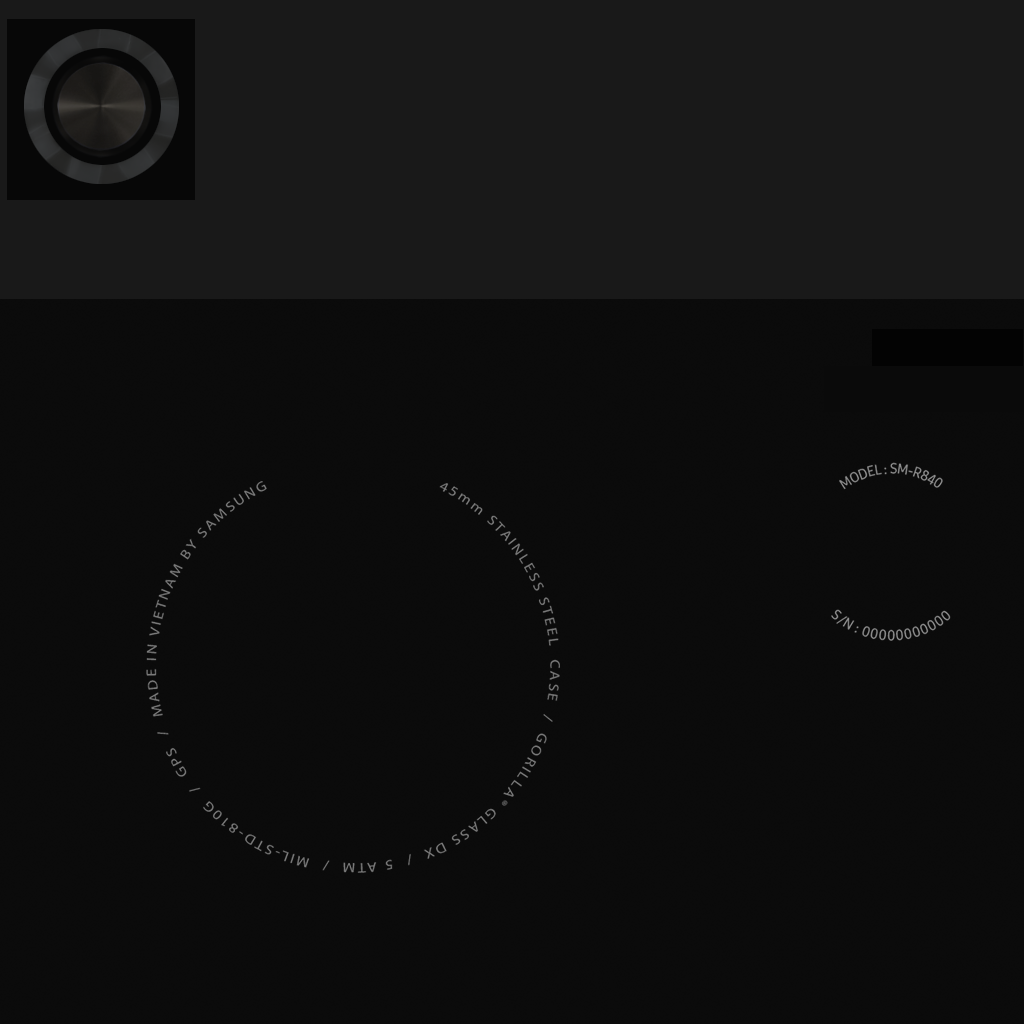 45mm STAINLESS STEEL CASE / GORILLA® GLASS DX / 5 ATM / MIL-STD-810G / GPS / MADE IN VIETNAM BY SAMSUNG
MODEL: SM-R840
S/N: 00000000000